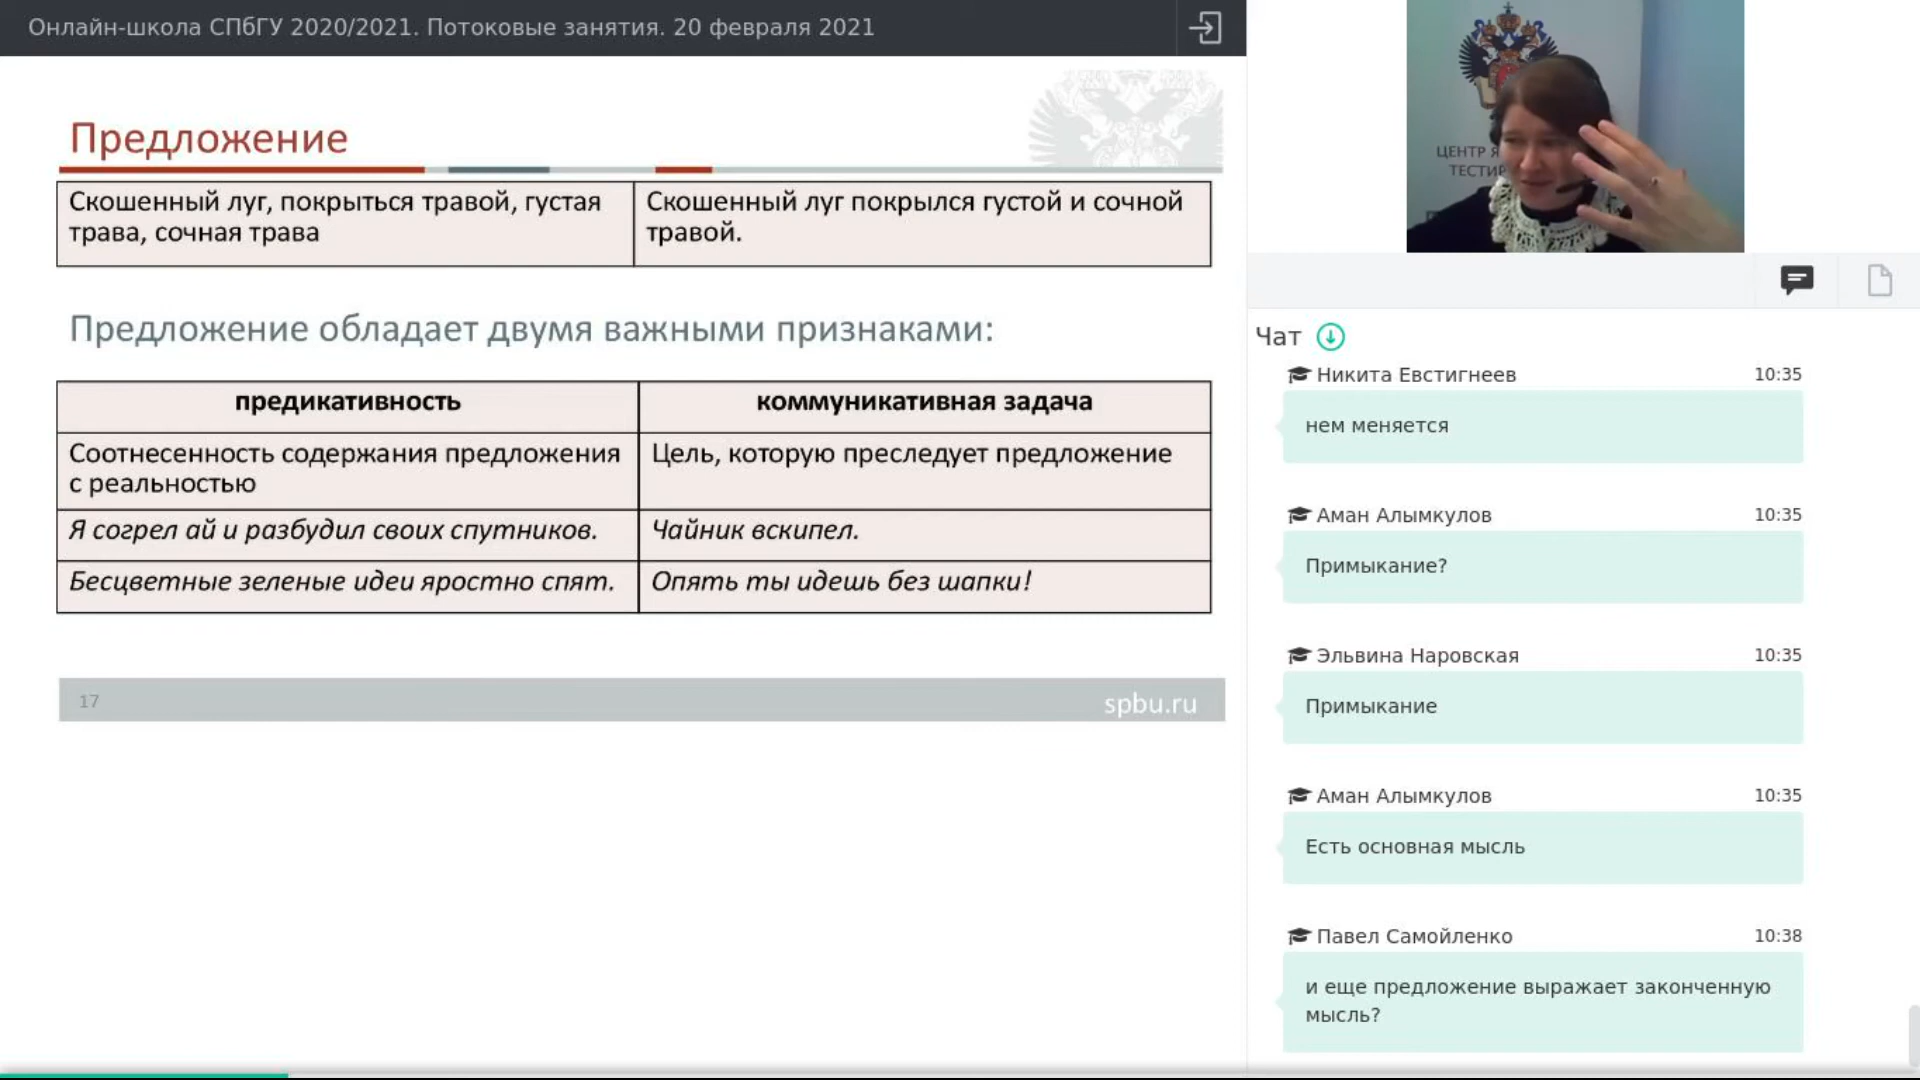 Онлайн-школа СПбГУ 2020/2021. Потоковые занятия. 20 февраля 2021
Предложение
Скошенный луг, покрыться травой, густая
трава, сочная трава
Скошенный луг покрылся густой и сочной
травой.
Предложение обладает двумя важными признаками:
предикативность
коммуникативная задача
Соотнесенность содержания предложения
с реальностью
Цель, которую преследует предложение
Я согрел ай и разбудил своих спутников.
Чайник вскипел.
Бесцветные зеленые идеи яростно спят.
Опять ты идешь без шапки!
17
spbu.ru
ЦЕНТР Я
ТЕСТИР
Чат
Никита Евстигнеев 10:35
нем меняется
Аман Алымкулов 10:35
Примыкание?
Эльвина Наровская 10:35
Примыкание
Аман Алымкулов 10:35
Есть основная мысль
Павел Самойленко 10:38
и еще предложение выражает законченную
мысль?